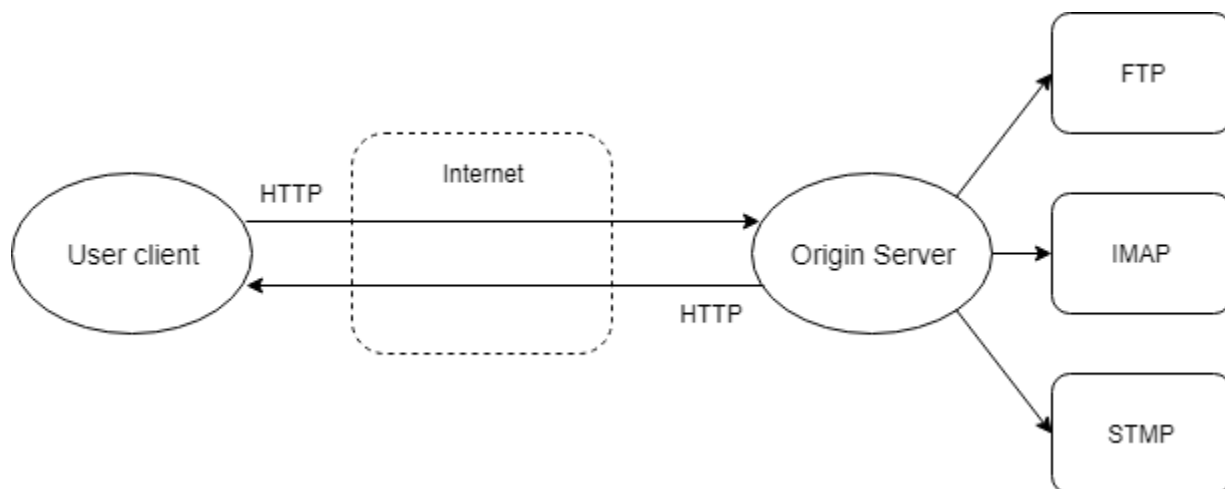 FTP
Internet
HTTP
User client
Origin Server
IMAP
HTTP
STMP